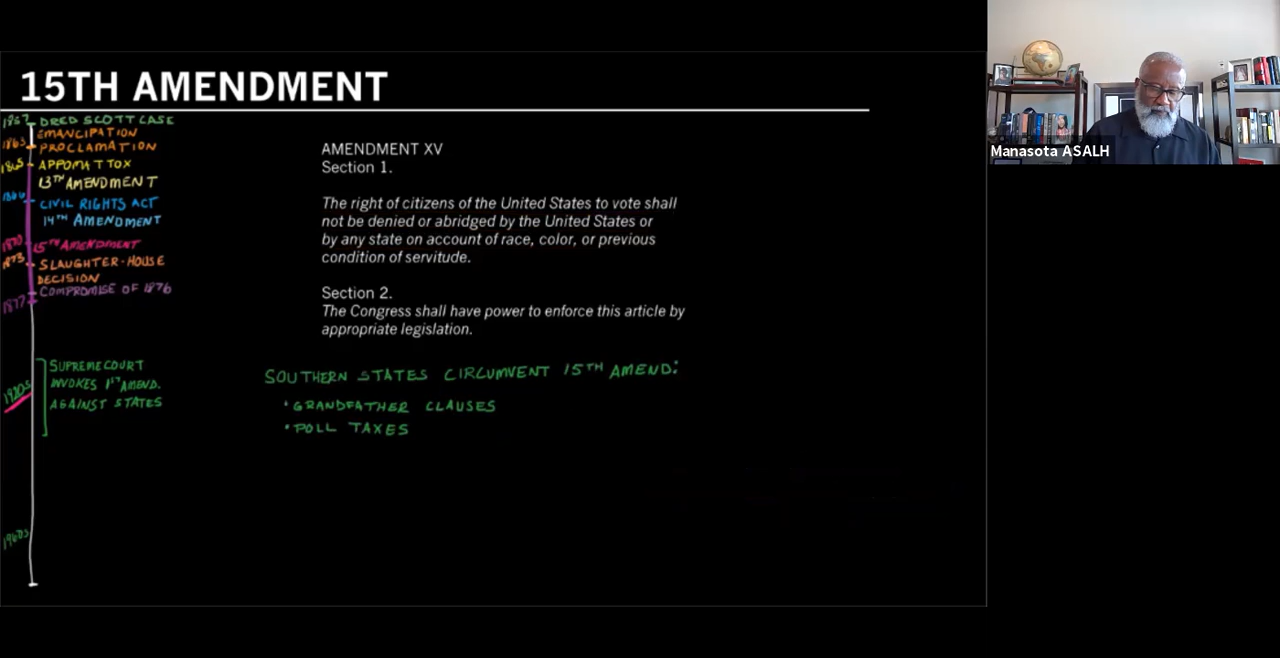 15TH AMENDMENT
1857 DRED SCOTT CASE
1863 EMANCIPATION
PROCLAMATION
1865 APPOMATTOX
13TH AMENDMENT
1866 CIVIL RIGHTS ACT
14TH AMENDMENT
1870 15TH AMENDMENT
1873 SLAUGHTER-HOUSE
DECISION
COMPROMISE OF 1876
1877
SUPREME COURT
1920s INVOKES 1ST AMEND.
AGAINST STATES
1960s
AMENDMENT XV
Section 1.
The right of citizens of the United States to vote shall
not be denied or abridged by the United States or
by any state on account of race, color, or previous
condition of servitude.
Section 2.
The Congress shall have power to enforce this article by
appropriate legislation.
SOUTHERN STATES CIRCUMVENT 15TH AMEND:
• GRANDFATHER CLAUSES
• POLL TAXES
Manasota ASALH